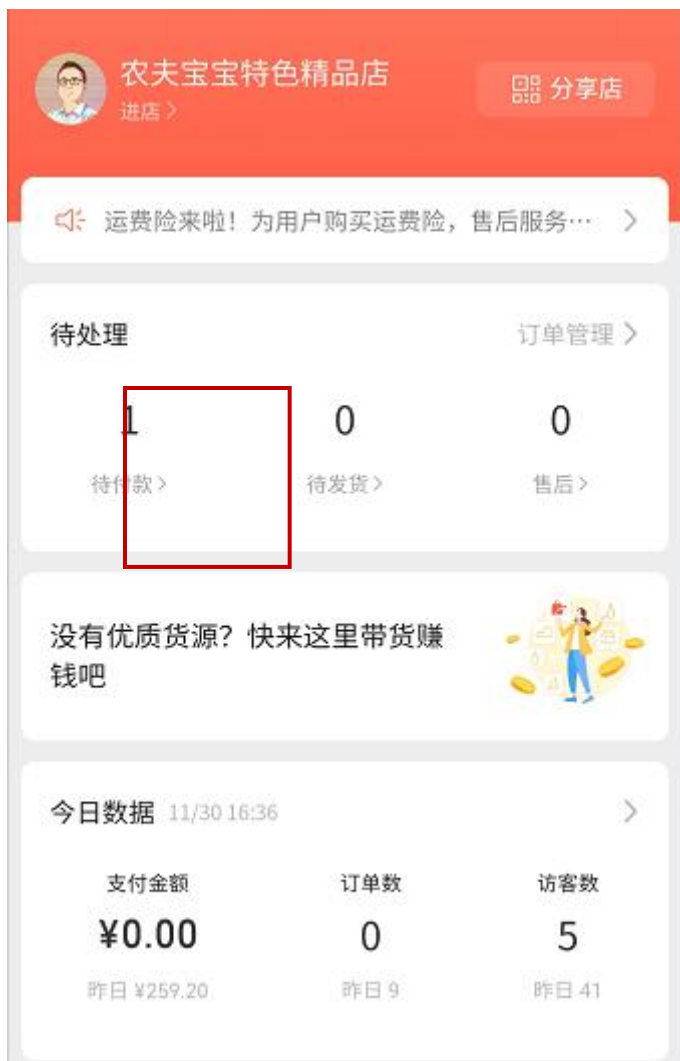 农夫宝宝特色精品店
进店>
分享店
运费险来啦！为用户购买运费险，售后服务… >
待处理
订单管理 >
1
0
0
待付款>
待发货>
售后>
没有优质货源？快来这里带货赚
钱吧
今日数据 11/30 16:36 >
支付金额
订单数
访客数
¥0.00
0
5
昨日 ¥259.20
昨日 9
昨日 41